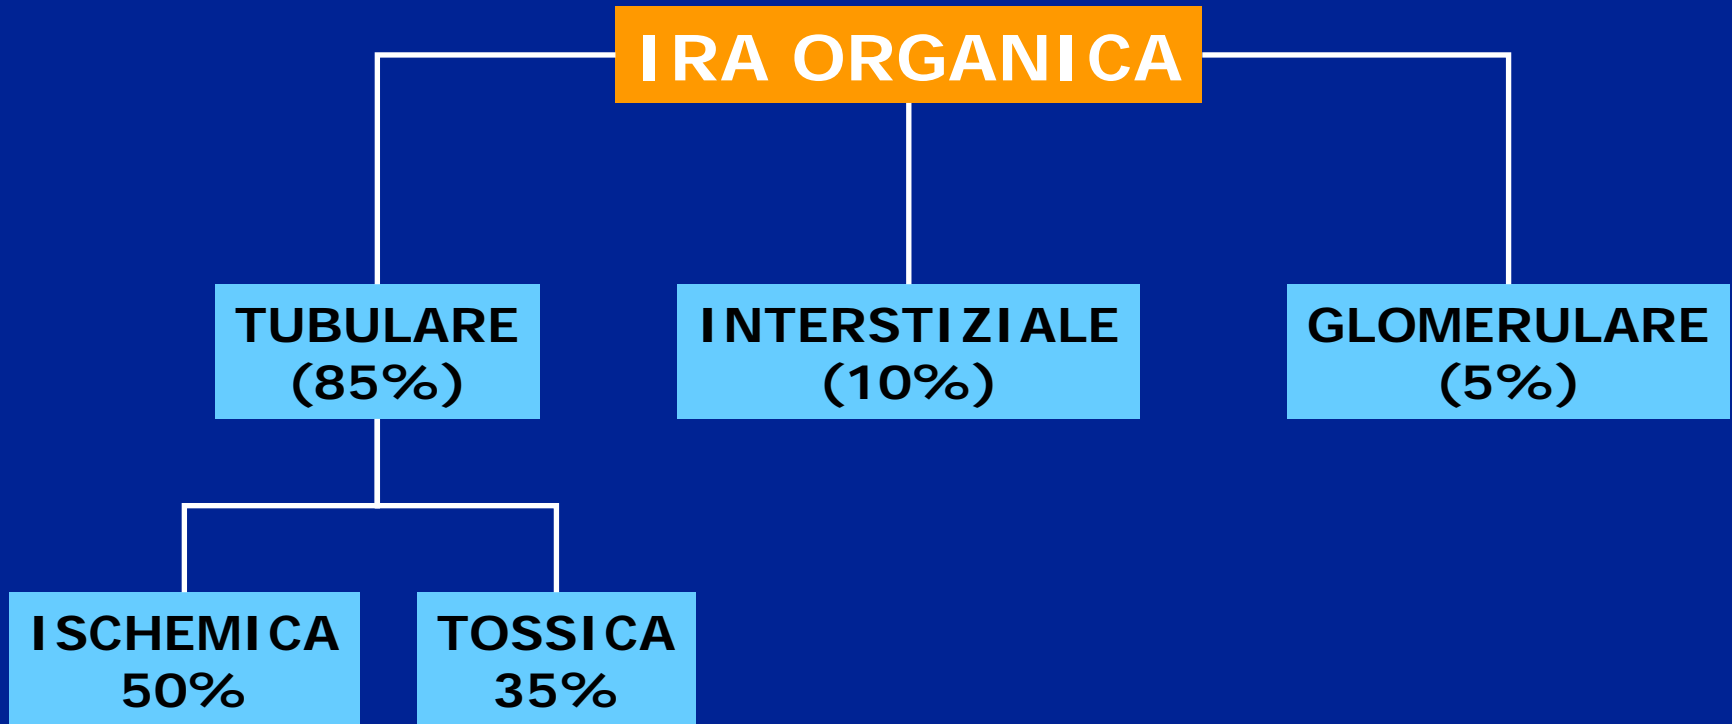 IRA ORGANICA
TUBULARE
(85%)
INTERSTIZIALE
(10%)
GLOMERULARE
(5%)
ISCHEMICA
50%
TOSSICA
35%